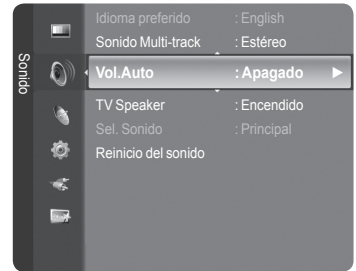 Sonido
Idioma preferido : English
Sonido Multi-track : Estéreo
Vol.Auto : Apagado
TV Speaker : Encendido
Sel. Sonido : Principal
Reinicio del sonido